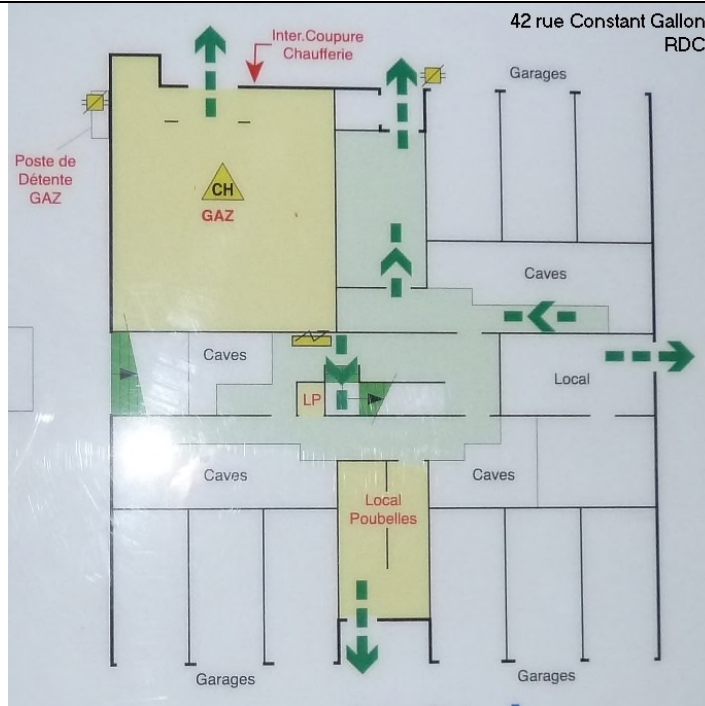 42 rue Constant Gallon
RDC
Inter.Coupure
Chaufferie
Garages
Poste de
Détente
GAZ
CH
GAZ
Caves
Caves
Local
LP
Caves
Local
Poubelles
Caves
Garages
Garages